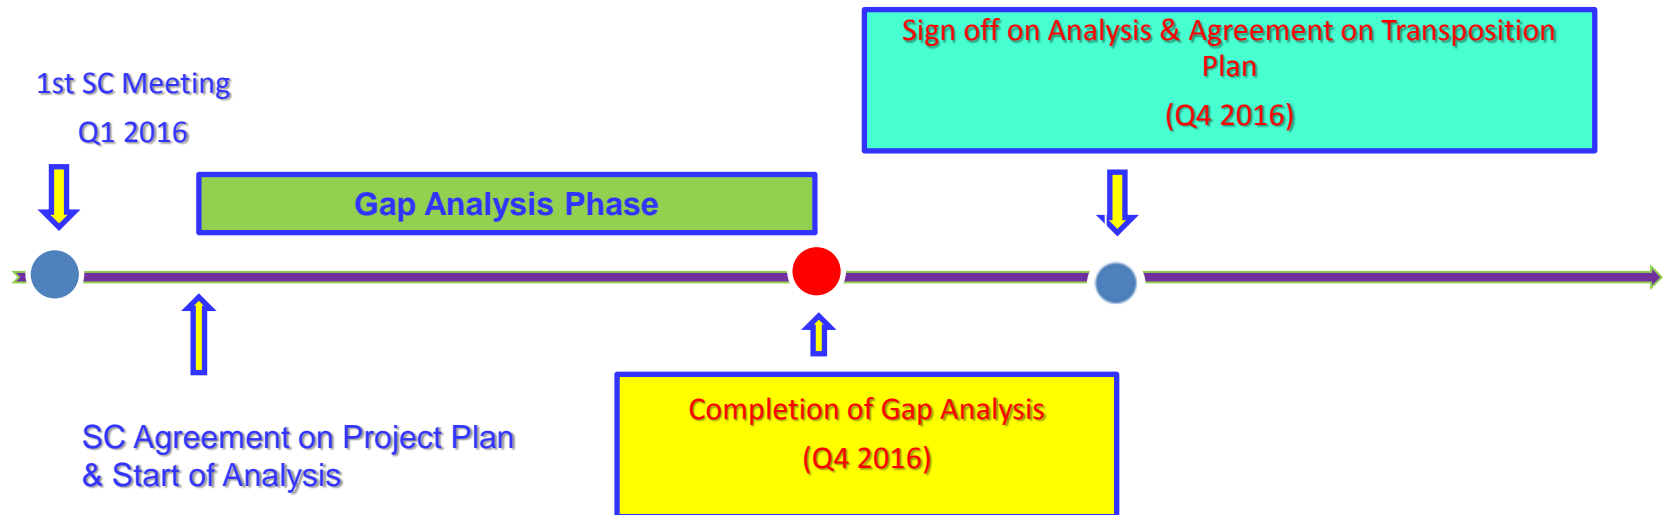 Sign off on Analysis & Agreement on Transposition
Plan
(Q4 2016)
1st SC Meeting
Q1 2016
Gap Analysis Phase
SC Agreement on Project Plan
& Start of Analysis
Completion of Gap Analysis
(Q4 2016)